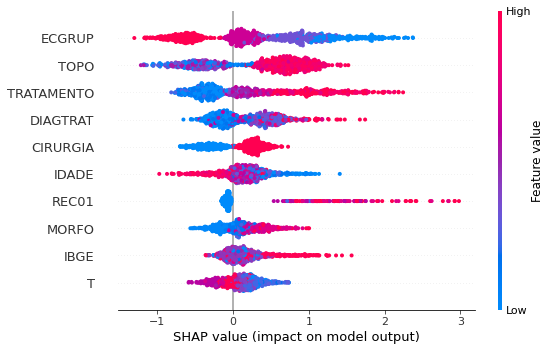 High
ECGRUP
TOPO
TRATAMENTO
DIAGTRAT
CIRURGIA
IDADE
REC01
MORFO
IBGE
T
Feature value
Low
−1 0 1 2 3
SHAP value (impact on model output)